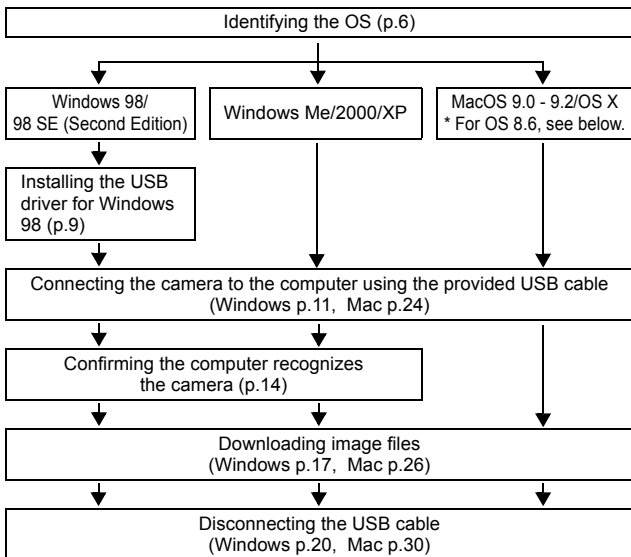 Identifying the OS (p.6)
Windows 98/
98 SE (Second Edition)
Windows Me/2000/XP
MacOS 9.0 - 9.2/OS X
* For OS 8.6, see below.
Installing the USB
driver for Windows
98 (p.9)
Connecting the camera to the computer using the provided USB cable
(Windows p.11, Mac p.24)
Confirming the computer recognizes
the camera (p.14)
Downloading image files
(Windows p.17, Mac p.26)
Disconnecting the USB cable
(Windows p.20, Mac p.30)